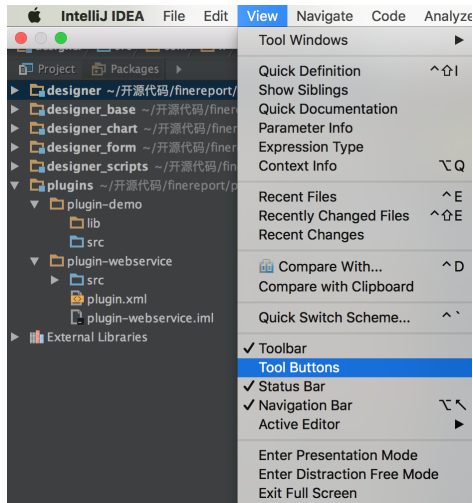 IntelliJ IDEA File Edit View Navigate Code Analyze
Tool Windows
Project Packages
Quick Definition ^⇧I
Show Siblings
Quick Documentation
Parameter Info
Expression Type
Context Info ⌥Q
Recent Files ^E
Recently Changed Files ^⇧E
Recent Changes
Compare With... ^D
Compare with Clipboard
Quick Switch Scheme... ^`
✓ Toolbar
Tool Buttons
✓ Status Bar
✓ Navigation Bar ⌥↖
Active Editor
Enter Presentation Mode
Enter Distraction Free Mode
Exit Full Screen
designer ~/开源代码/finereport/
designer_base ~/开源代码/finere
designer_chart ~/开源代码/finere
designer_form ~/开源代码/finere
designer_scripts ~/开源代码/fin
plugins ~/开源代码/finereport/p
plugin-demo
lib
src
plugin-webservice
src
plugin.xml
plugin-webservice.iml
External Libraries